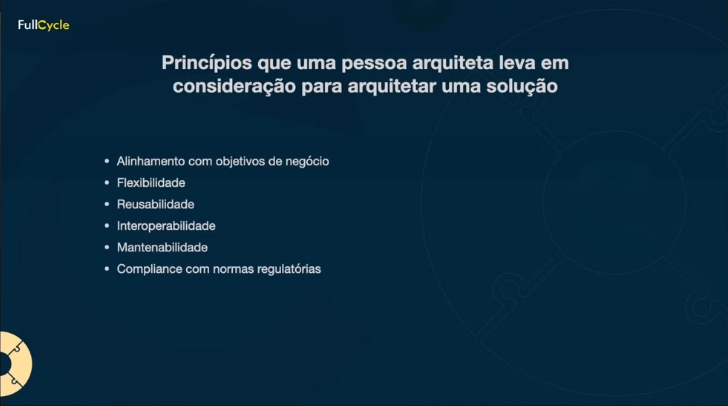 FullCycle
Princípios que uma pessoa arquiteta leva em
consideração para arquitetar uma solução
• Alinhamento com objetivos de negócio
• Flexibilidade
• Reusabilidade
• Interoperabilidade
• Mantenabilidade
• Compliance com normas regulatórias